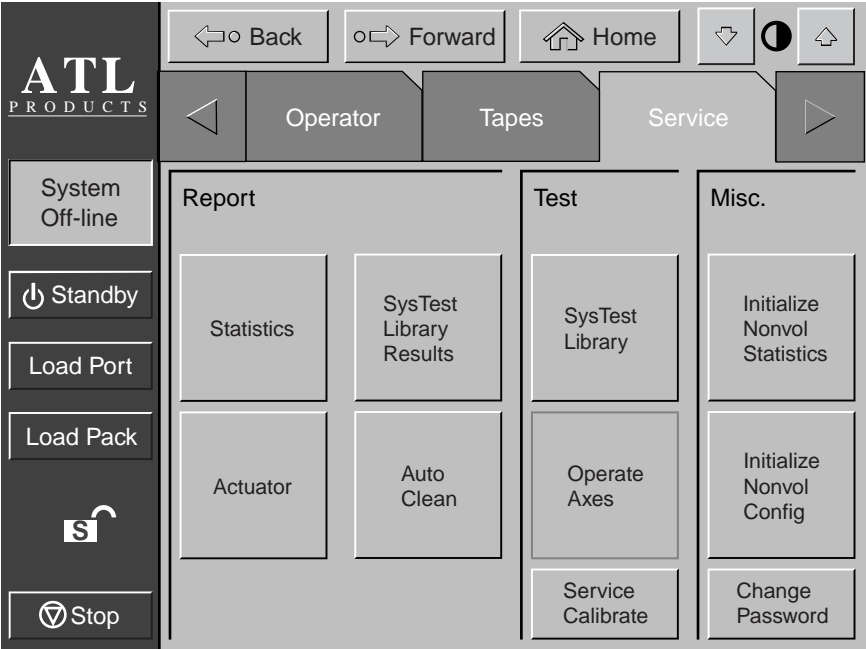 Back
Forward
Home
ATL
PRODUCTS
Operator
Tapes
Service
System
Off-line
Standby
Load Port
Load Pack
S
Stop
Report
Statistics
SysTest
Library
Results
Actuator
Auto
Clean
Test
SysTest
Library
Operate
Axes
Service
Calibrate
Misc.
Initialize
Nonvol
Statistics
Initialize
Nonvol
Config
Change
Password